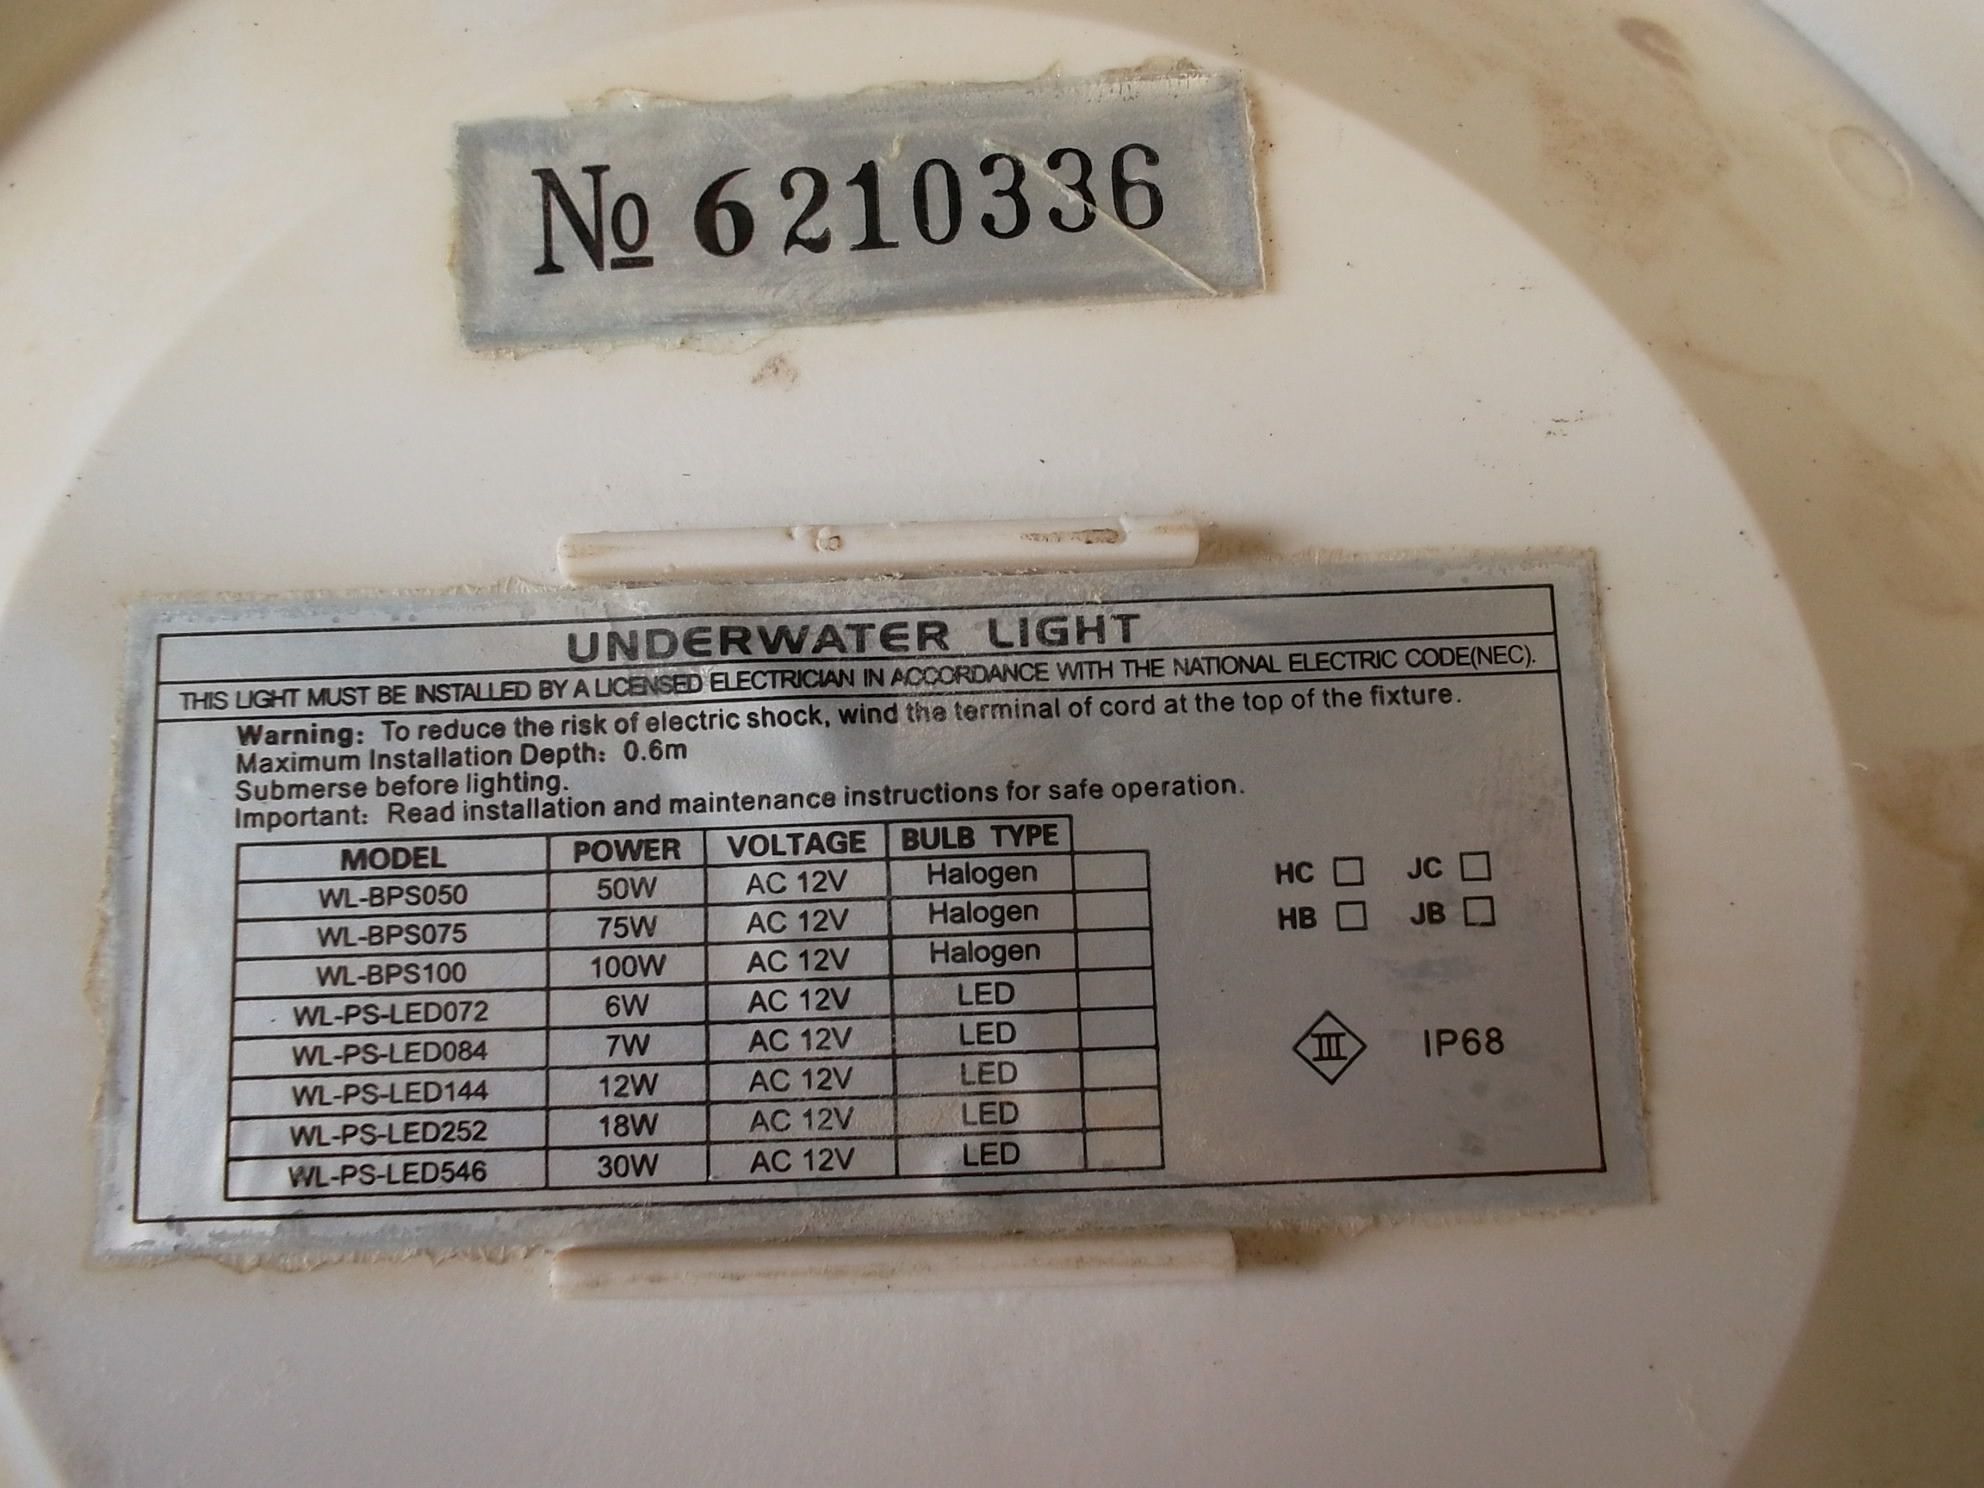 № 6210336
UNDERWATER LIGHT
THIS LIGHT MUST BE INSTALLED BY A LICENSED ELECTRICIAN IN ACCORDANCE WITH THE NATIONAL ELECTRIC CODE(NEC).
Warning: To reduce the risk of electric shock, wind the terminal of cord at the top of the fixture.
Maximum Installation Depth: 0.6m
Submerse before lighting.
Important: Read installation and maintenance instructions for safe operation.
MODEL POWER VOLTAGE BULB TYPE
WL-BPS050 50W AC 12V Halogen
WL-BPS075 75W AC 12V Halogen
WL-BPS100 100W AC 12V Halogen
WL-PS-LED072 6W AC 12V LED
WL-PS-LED084 7W AC 12V LED
WL-PS-LED144 12W AC 12V LED
WL-PS-LED252 18W AC 12V LED
WL-PS-LED546 30W AC 12V LED
HC □ JC □
HB □ JB □
III IP68